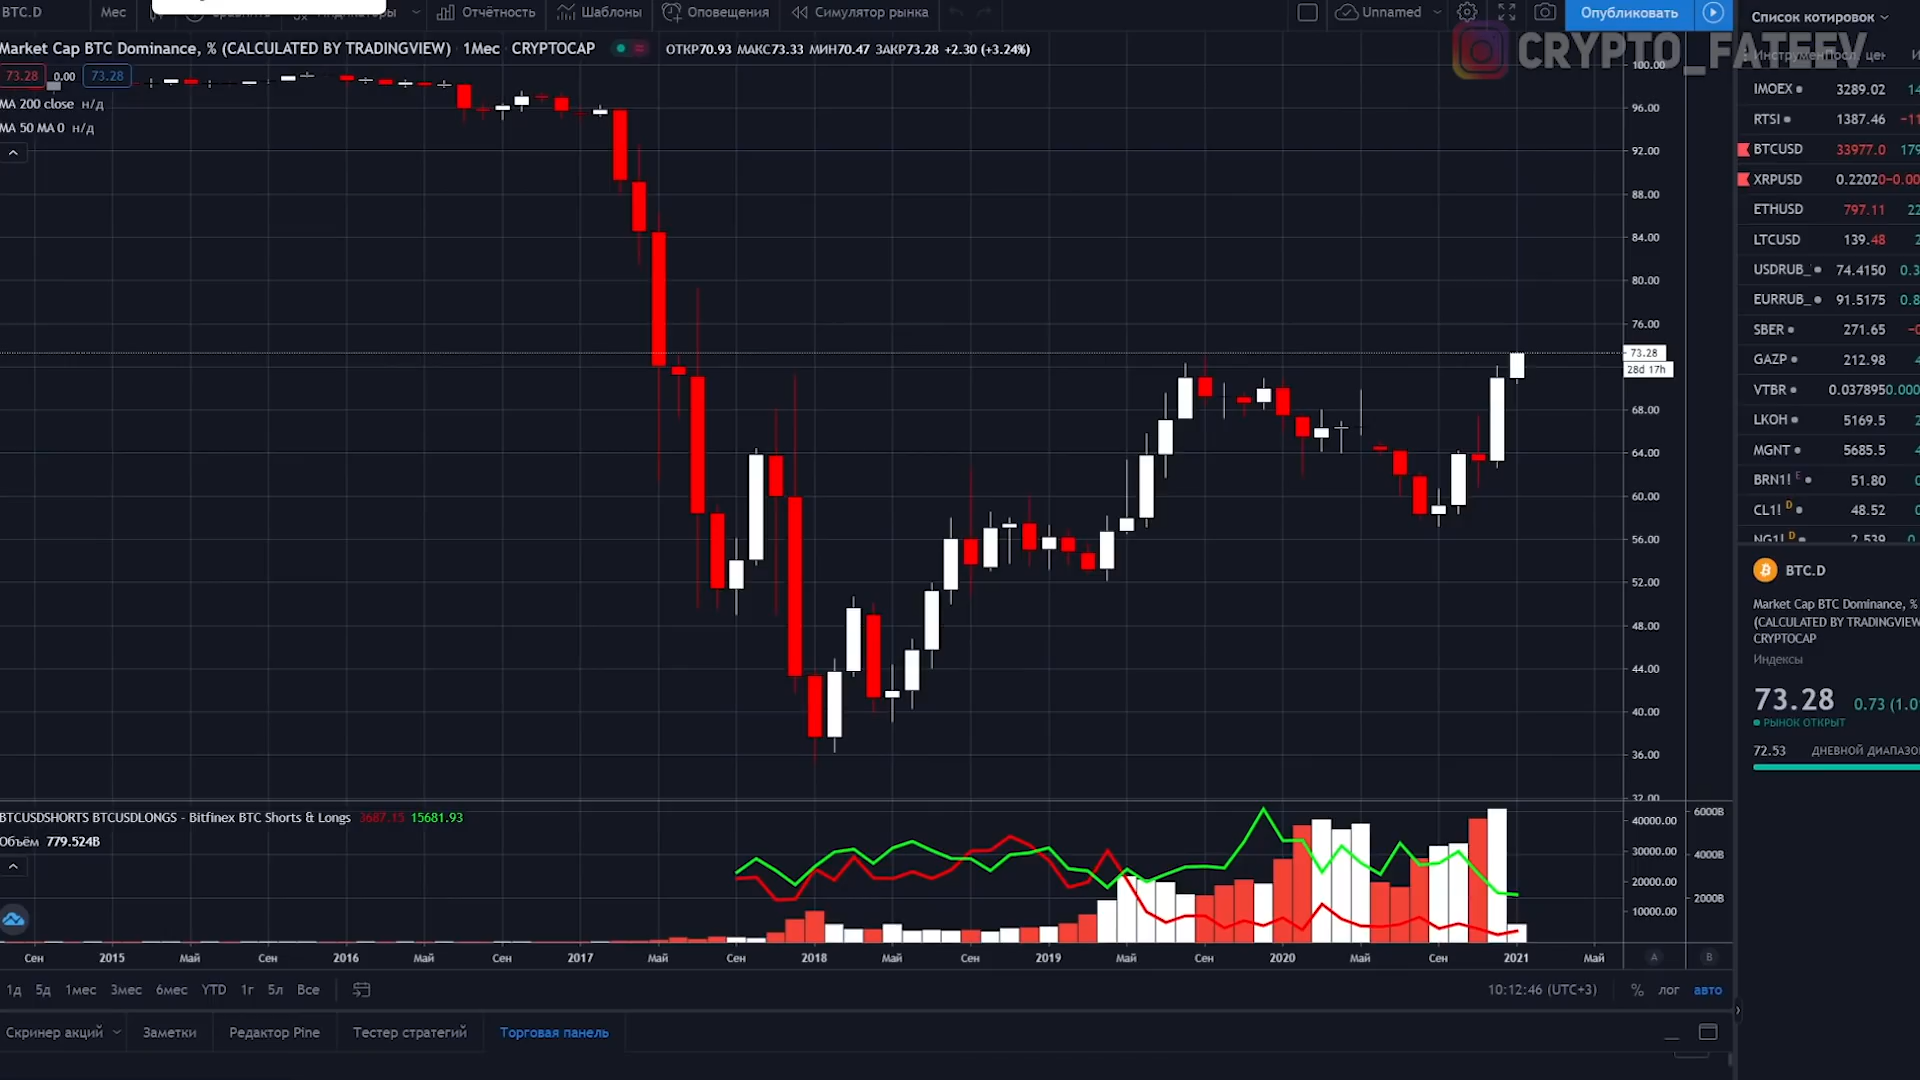 BTC.D
Мес
Отчётность
Шаблоны
Оповещения
Симулятор рынка
Unnamed
Опубликовать
Список котировок
Market Cap BTC Dominance, % (CALCULATED BY TRADINGVIEW) 1Мес CRYPTOCAP
ОТКР70.93 МАКС73.33 МИН70.47 ЗАКР73.28 +2.30 (+3.24%)
CRYPTO_FATEEV
73.28 0.00 73.28
MA 200 close н/д
MA 50 MA 0 н/д
100.00
96.00
92.00
88.00
84.00
80.00
76.00
73.28
28d 17h
68.00
64.00
60.00
56.00
52.00
48.00
44.00
40.00
36.00
32.00
IMOEX 3289.02
RTSI 1387.46
BTCUSD 33977.0
XRPUSD 0.22020
ETHUSD 797.11
LTCUSD 139.48
USDRUB_ 74.4150
EURRUB_ 91.5175
SBER 271.65
GAZP 212.98
VTBR 0.037895
LKOH 5169.5
MGNT 5685.5
BRN1! E 51.80
CL1! D 48.52
NG1! D 2.539
BTC.D
Market Cap BTC Dominance, %
(CALCULATED BY TRADINGVIEW
CRYPTOCAP
Индексы
73.28 0.73
РЫНОК ОТКРЫТ
72.53 ДНЕВНОЙ
BTCUSDSHORTS BTCUSDLONGS - Bitfinex BTC Shorts & Longs 3687.15 15681.93
Объём 779.524B
40000.00
30000.00
20000.00
10000.00
6000B
4000B
2000B
Сен 2015 Май Сен 2016 Май Сен 2017 Май Сен 2018 Май Сен 2019 Май Сен 2020 Май Сен 2021 Май
A B
1д 5д 1мес 3мес 6мес YTD 1г 5л Все
10:12:46 (UTC+3) % лог авто
Скринер акций Заметки Редактор Pine Тестер стратегий Торговая панель